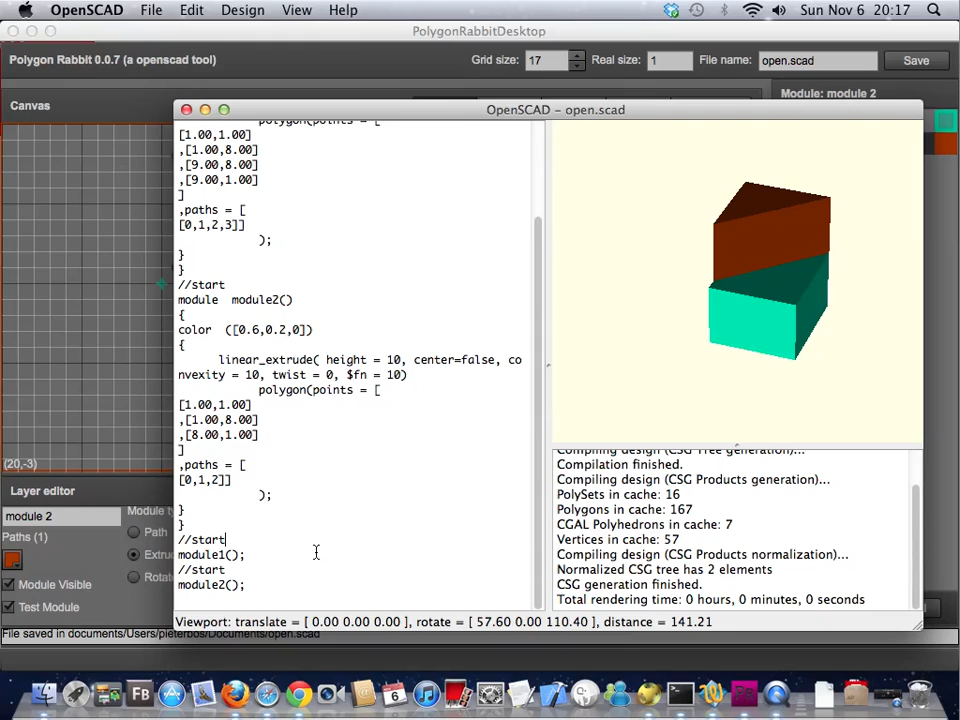 OpenSCAD File Edit Design View Help Sun Nov 6 20:17
PolygonRabbitDesktop
Polygon Rabbit 0.0.7 (a openscad tool) Grid size: 17 Real size: 1 File name: open.scad Save
Canvas
Module: module 2
OpenSCAD - open.scad
polygon(points = [
[1.00,1.00]
,[1.00,8.00]
,[9.00,8.00]
,[9.00,1.00]
]
,paths = [
[0,1,2,3]]
);
}
}
//start
module module2()
{
color ([0.6,0.2,0])
{
linear_extrude( height = 10, center=false, co
nvexity = 10, twist = 0, $fn = 10)
polygon(points = [
[1.00,1.00]
,[1.00,8.00]
,[8.00,1.00]
]
,paths = [
[0,1,2]]
);
}
}
//start
module1();
//start
module2();
Compiling design (CSG Tree generation)...
Compilation finished.
Compiling design (CSG Products generation)...
PolySets in cache: 16
Polygons in cache: 167
CGAL Polyhedrons in cache: 7
Vertices in cache: 57
Compiling design (CSG Products normalization)...
Normalized CSG tree has 2 elements
CSG generation finished.
Total rendering time: 0 hours, 0 minutes, 0 seconds
Viewport: translate = [ 0.00 0.00 0.00 ], rotate = [ 57.60 0.00 110.40 ], distance = 141.21
(20,-3)
Layer editor
module 2
Module
Paths (1)
Path
Extru
Rotat
Module Visible
Test Module
File saved in documents/Users/pieterbos/Documents/open.scad
Fb
6